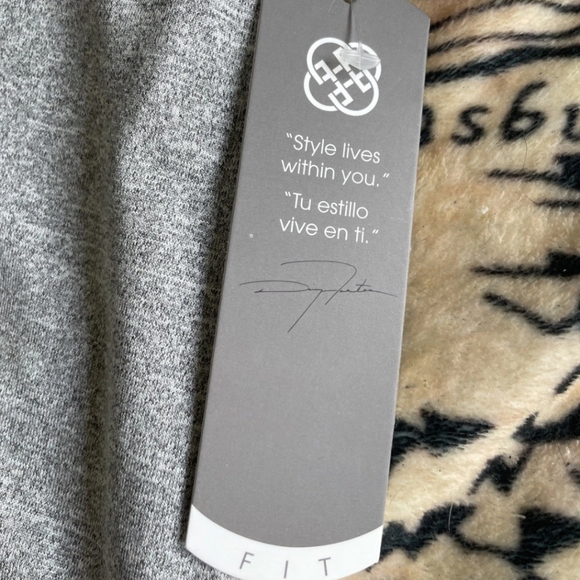 "Style lives
within you."
"Tu estillo
vive en ti."
FIT